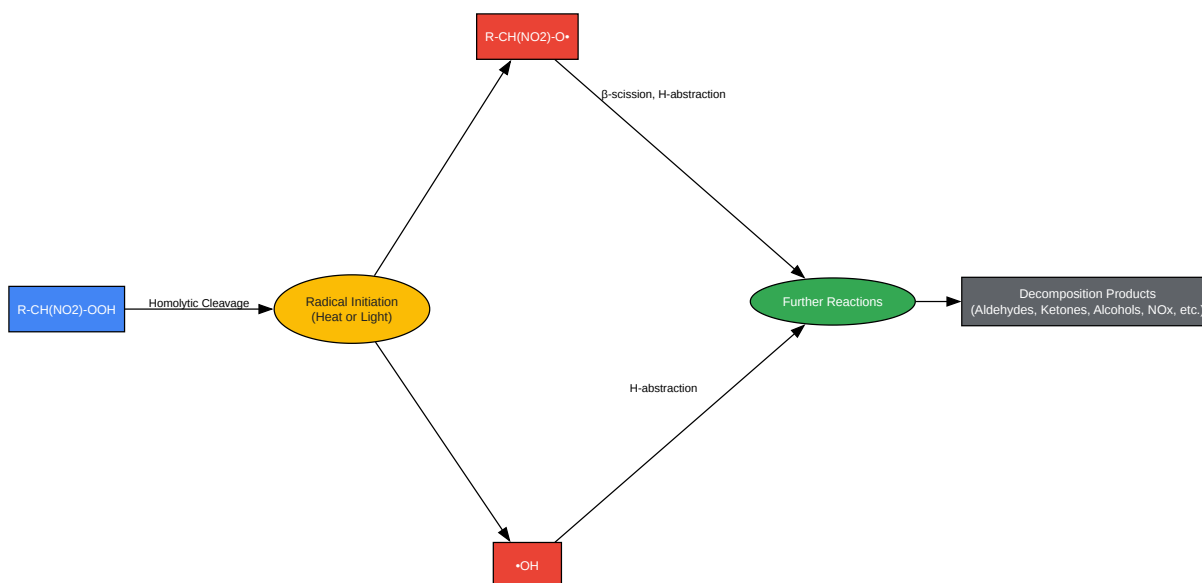 R-CH(NO2)-O•
β-scission, H-abstraction
R-CH(NO2)-OOH
Homolytic Cleavage
Radical Initiation
(Heat or Light)
Further Reactions
Decomposition Products
(Aldehydes, Ketones, Alcohols, NOx, etc.)
H-abstraction
•OH